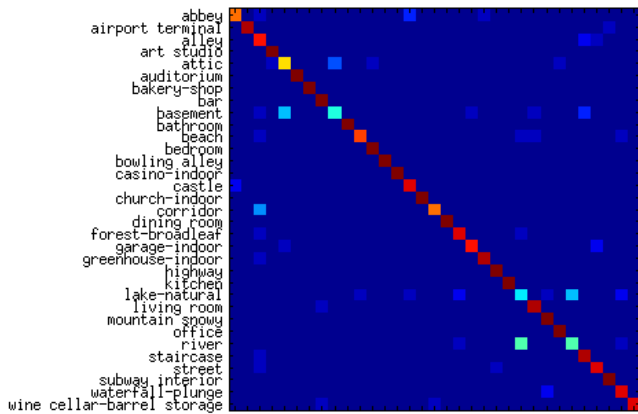 abbey
airport terminal
alley
art studio
attic
auditorium
bakery-shop
bar
basement
bathroom
beach
bedroom
bowling alley
casino-indoor
castle
church-indoor
corridor
dining room
forest-broadleaf
garage-indoor
greenhouse-indoor
highway
kitchen
lake-natural
living room
mountain snowy
office
river
staircase
street
subway interior
waterfall-plunge
wine cellar-barrel storage